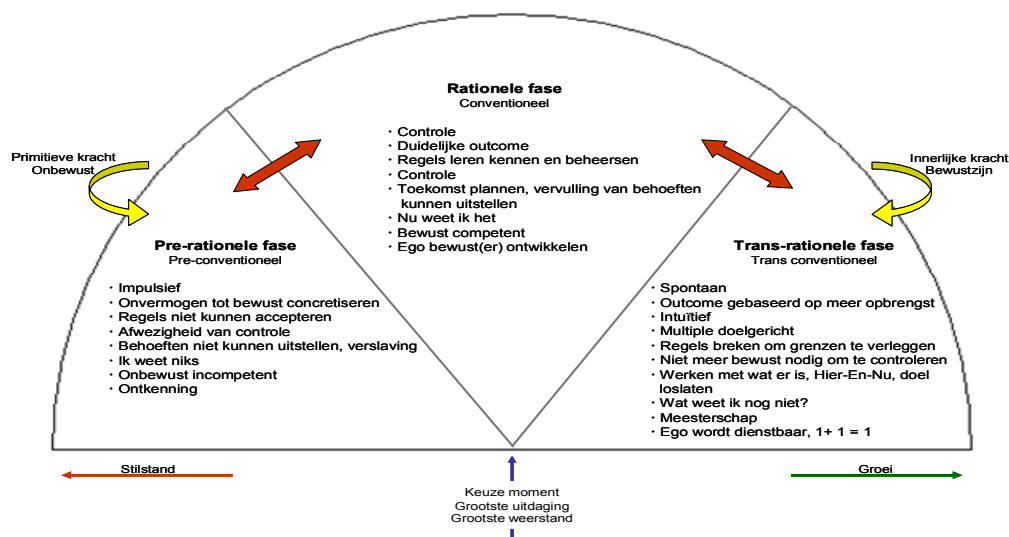 Rationele fase
Conventioneel
· Controle
· Duidelijke outcome
· Regels leren kennen en beheersen
· Controle
· Toekomst plannen, vervulling van behoeften
kunnen uitstellen
· Nu weet ik het
· Bewust competent
· Ego bewust(er) ontwikkelen
Primitieve kracht
Onbewust
Innerlijke kracht
Bewustzijn
Pre-rationele fase
Pre-conventioneel
· Impulsief
· Onvermogen tot bewust concretiseren
· Regels niet kunnen accepteren
· Afwezigheid van controle
· Behoeften niet kunnen uitstellen, verslaving
· Ik weet niks
· Onbewust incompetent
· Ontkenning
Trans-rationele fase
Trans conventioneel
· Spontaan
· Outcome gebaseerd op meer opbrengst
· Intuïtief
· Multiple doelgericht
· Regels breken om grenzen te verleggen
· Niet meer bewust nodig om te controleren
· Werken met wat er is, Hier-En-Nu, doel
loslaten
· Wat weet ik nog niet?
· Meesterschap
· Ego wordt dienstbaar, 1+ 1 = 1
Stilstand
Groei
Keuze moment
Grootste uitdaging
Grootste weerstand